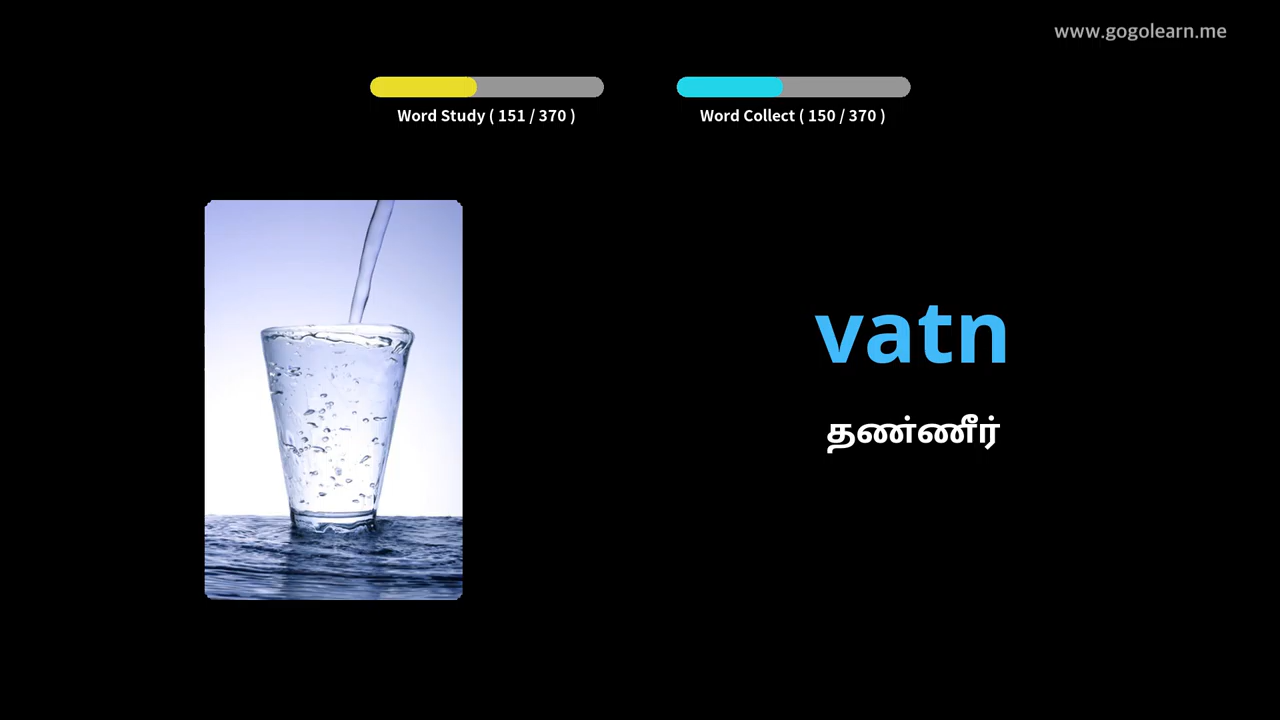 www.gogolearn.me
Word Study ( 151 / 370 )
Word Collect ( 150 / 370 )
vatn
தண்ணீர்